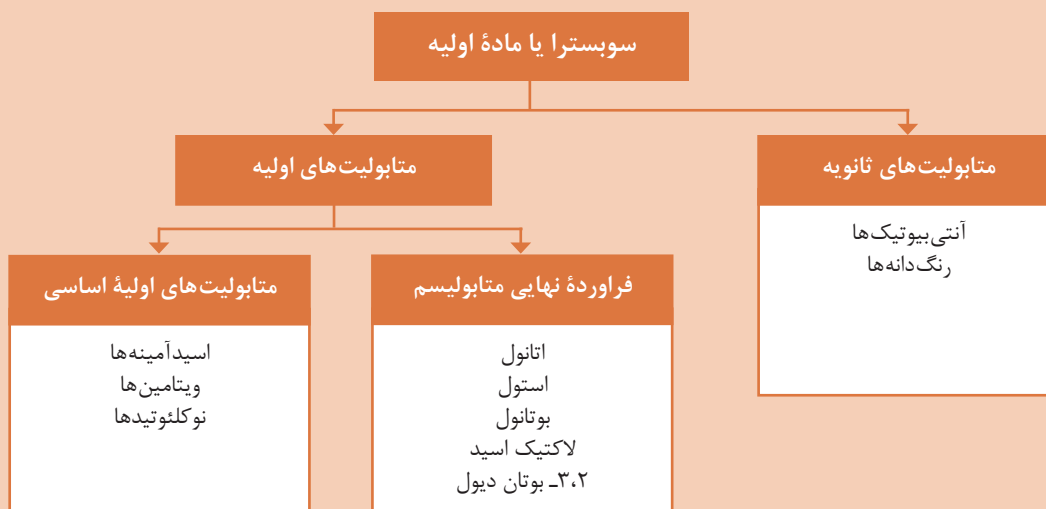 سوبسترا یا مادهٔ اولیه
متابولیت‌های ثانویه
آنتی‌بیوتیک‌ها
رنگ‌دانه‌ها
متابولیت‌های اولیه
فراوردهٔ نهایی متابولیسم
اتانول
استول
بوتانول
لاکتیک اسید
۳،۲ـ بوتان دیول
متابولیت‌های اولیهٔ اساسی
اسیدآمینه‌ها
ویتامین‌ها
نوکلئوتیدها